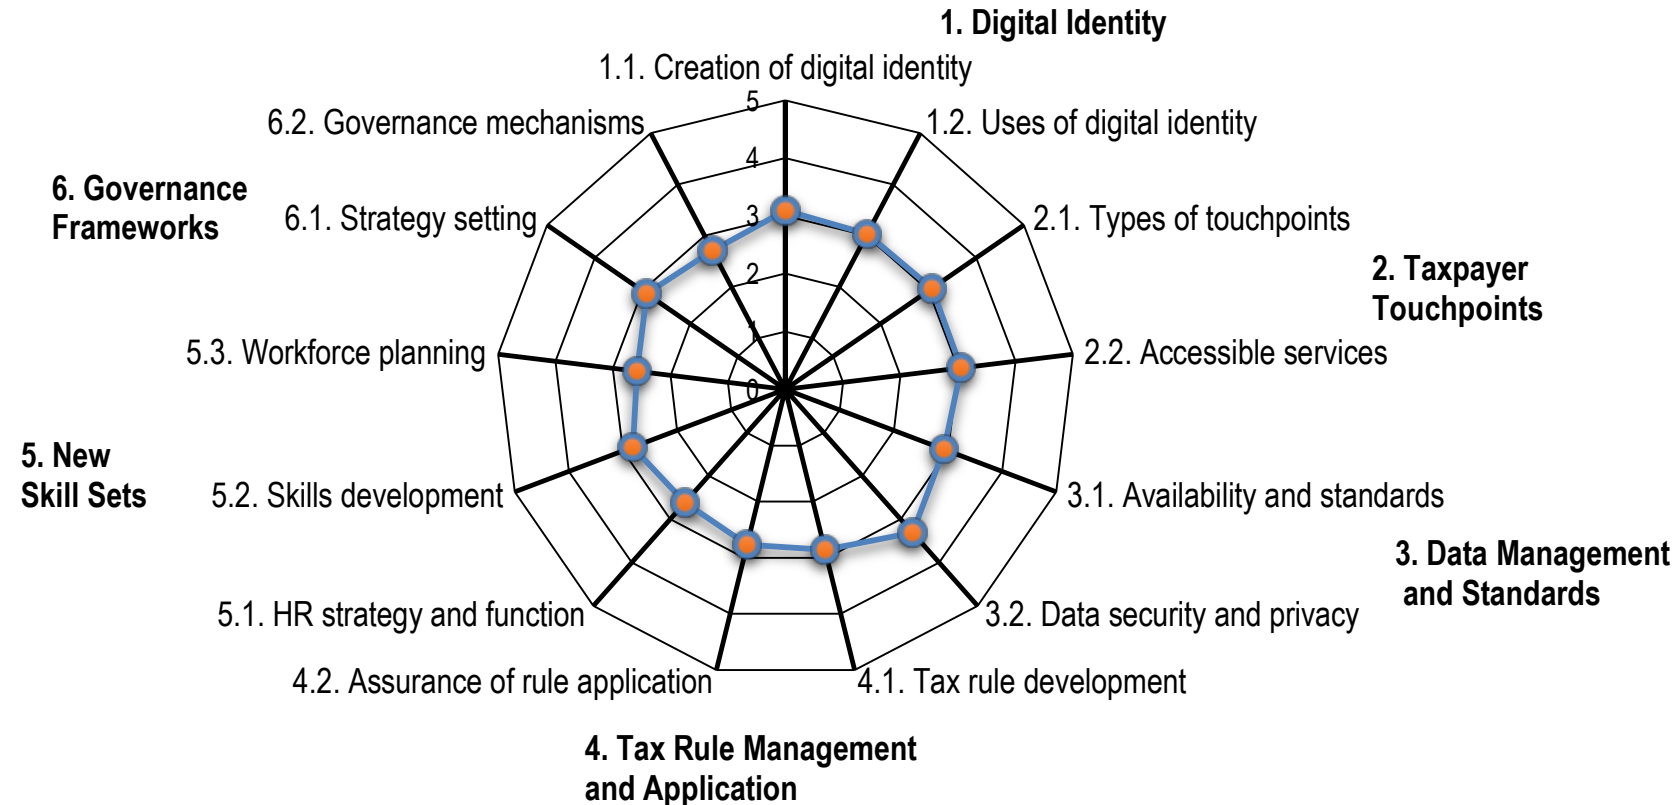 1. Digital Identity
1.1. Creation of digital identity
5
6.2. Governance mechanisms
1.2. Uses of digital identity
4
6. Governance
Frameworks
6.1. Strategy setting
3
2.1. Types of touchpoints
2. Taxpayer
Touchpoints
2
1
5.3. Workforce planning
2.2. Accessible services
0
5. New
Skill Sets
5.2. Skills development
3.1. Availability and standards
3. Data Management
and Standards
5.1. HR strategy and function
3.2. Data security and privacy
4.2. Assurance of rule application
4.1. Tax rule development
4. Tax Rule Management
and Application